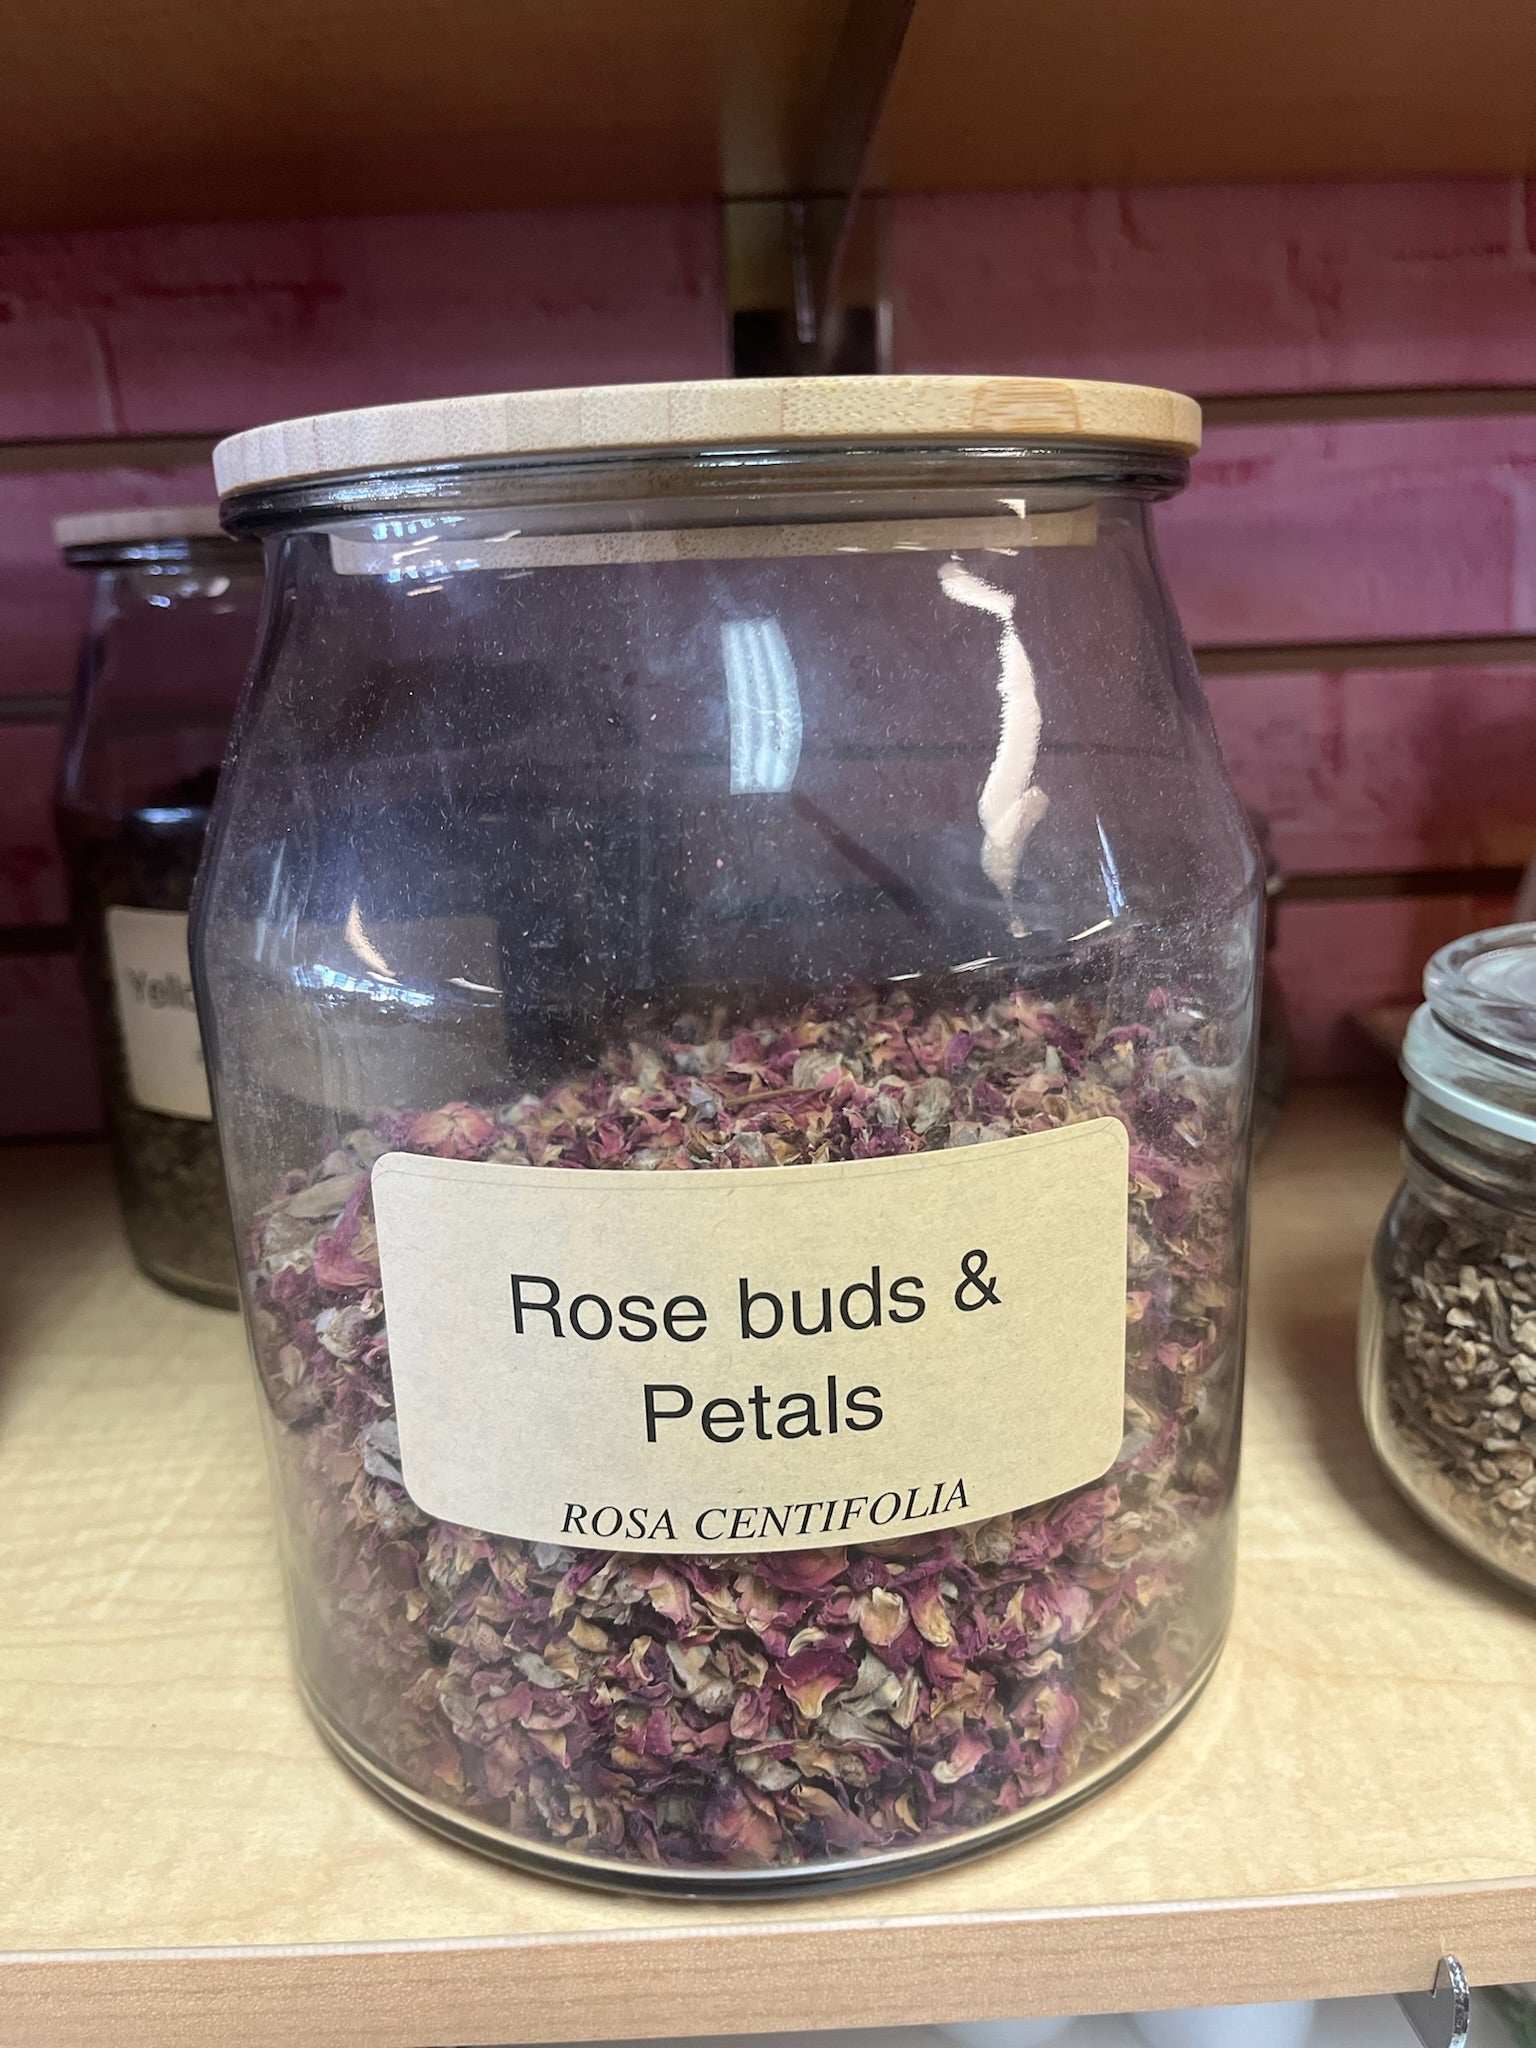 Rose buds &
Petals
ROSA CENTIFOLIA